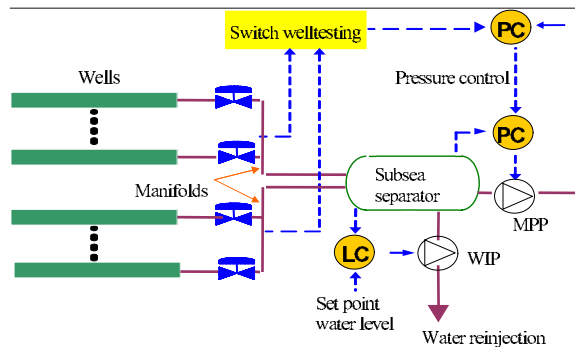 Switch welltesting
PC
Wells
Pressure control
PC
Subsea
separator
Manifolds
MPP
LC
WIP
Set point
water level
Water reinjection